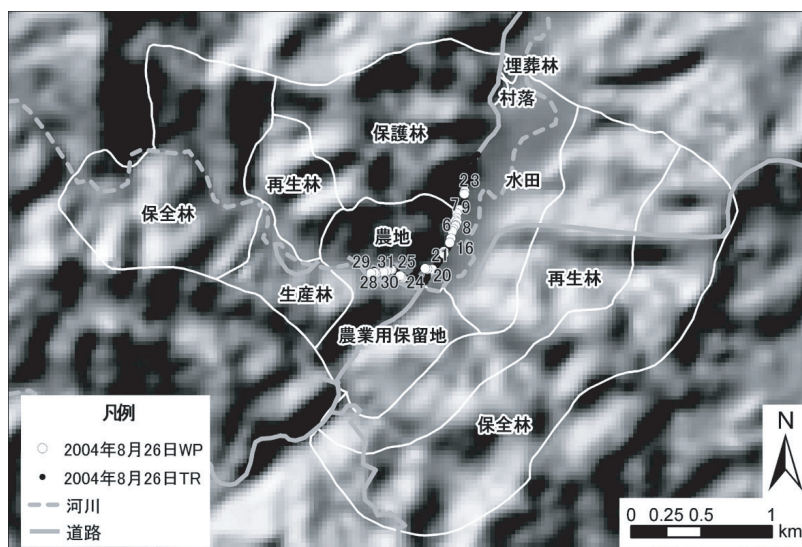 埋葬林
村落
保護林
再生林
水田
保全林
23
7 9
6 8
農地
16
21
29 31 25
20
28 30 24
生産林
再生林
農業用保留地
保全林
凡例
2004年8月26日WP
2004年8月26日TR
河川
道路
N
0 0.25 0.5 1
km